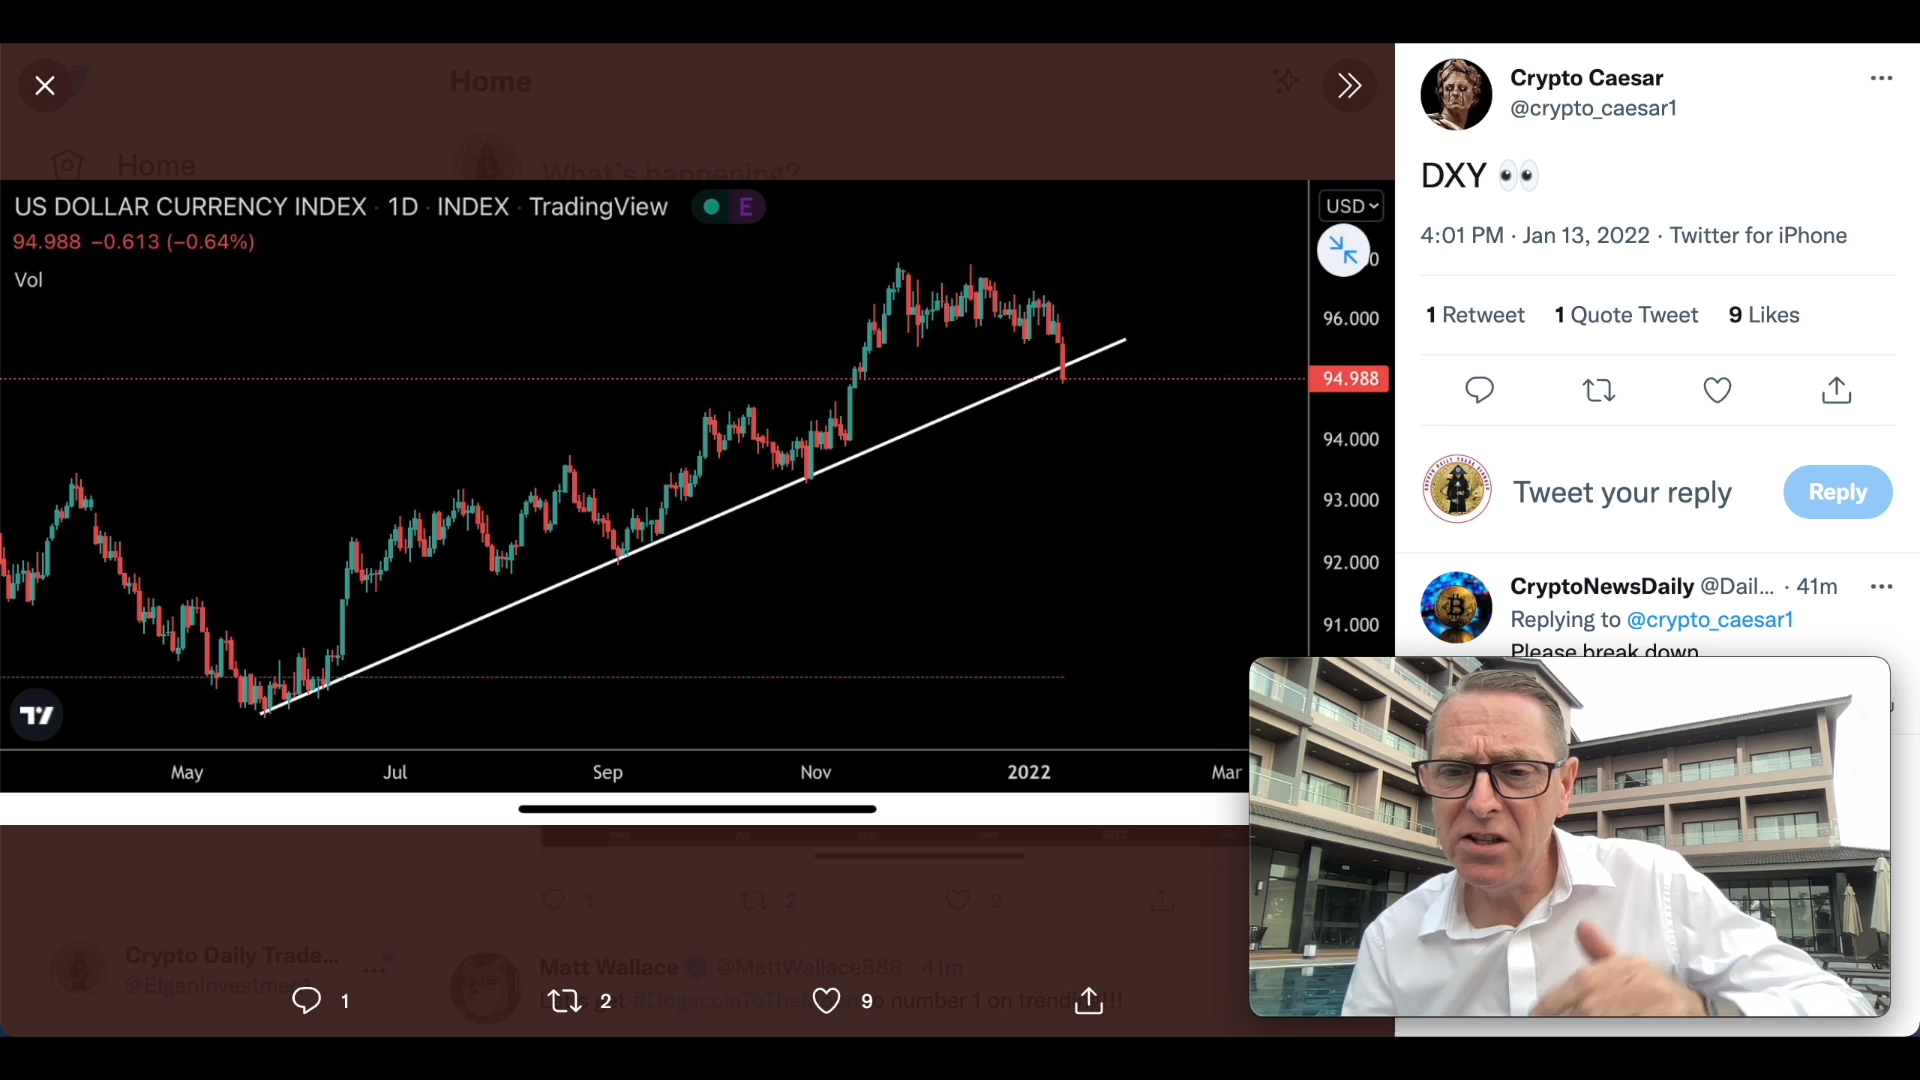 Home
Home
What's happening?
US DOLLAR CURRENCY INDEX · 1D · INDEX · TradingView
E
USD
94.988 −0.613 (−0.64%)
Vol
96.000
94.988
94.000
93.000
92.000
91.000
May
Jul
Sep
Nov
2022
Mar
1
2
9
Crypto Daily Trade...
Matt Wallace @MattWallace888 · 41m
number 1 on trending!!!
1
2
9
Crypto Caesar
@crypto_caesar1
DXY 👀
4:01 PM · Jan 13, 2022 · Twitter for iPhone
1 Retweet 1 Quote Tweet 9 Likes
Tweet your reply
Reply
CryptoNewsDaily @Dail... · 41m
Replying to @crypto_caesar1
Please break down